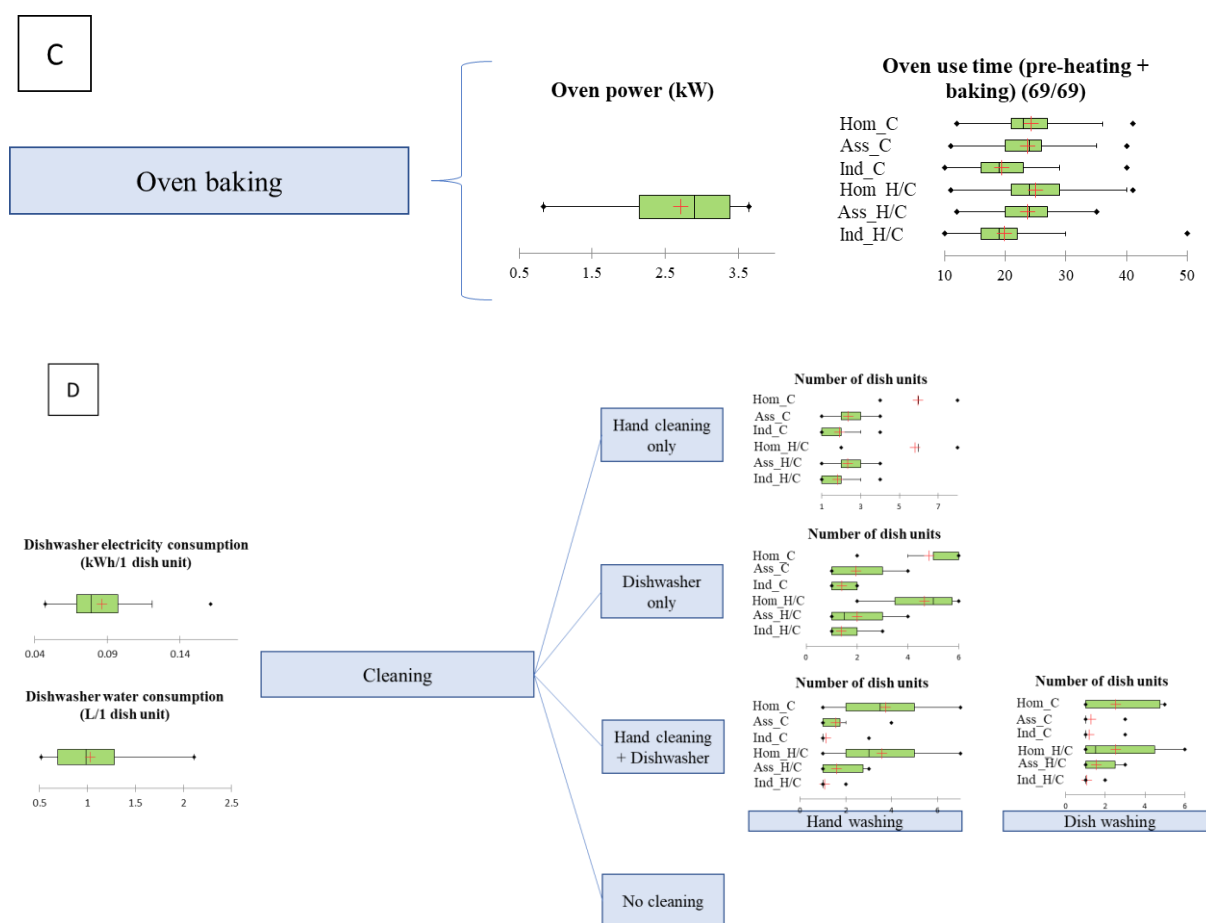 C
Oven baking
Oven power (kW)
0.5 1.5 2.5 3.5
Oven use time (pre-heating +
baking) (69/69)
Hom_C
Ass_C
Ind_C
Hom_H/C
Ass_H/C
Ind_H/C
10 20 30 40 50
D
Dishwasher electricity consumption
(kWh/1 dish unit)
0.04 0.09 0.14
Dishwasher water consumption
(L/1 dish unit)
0.5 1 1.5 2 2.5
Cleaning
Hand cleaning
only
Number of dish units
Hom_C
Ass_C
Ind_C
Hom_H/C
Ass_H/C
Ind_H/C
1 3 5 7
Dishwasher
only
Number of dish units
Hom_C
Ass_C
Ind_C
Hom_H/C
Ass_H/C
Ind_H/C
0 2 4 6
Hand cleaning
+ Dishwasher
Number of dish units
Hom_C
Ass_C
Ind_C
Hom_H/C
Ass_H/C
Ind_H/C
0 2 4 6
Hand washing
Number of dish units
Hom_C
Ass_C
Ind_C
Hom_H/C
Ass_H/C
Ind_H/C
0 2 4 6
Dish washing
No cleaning